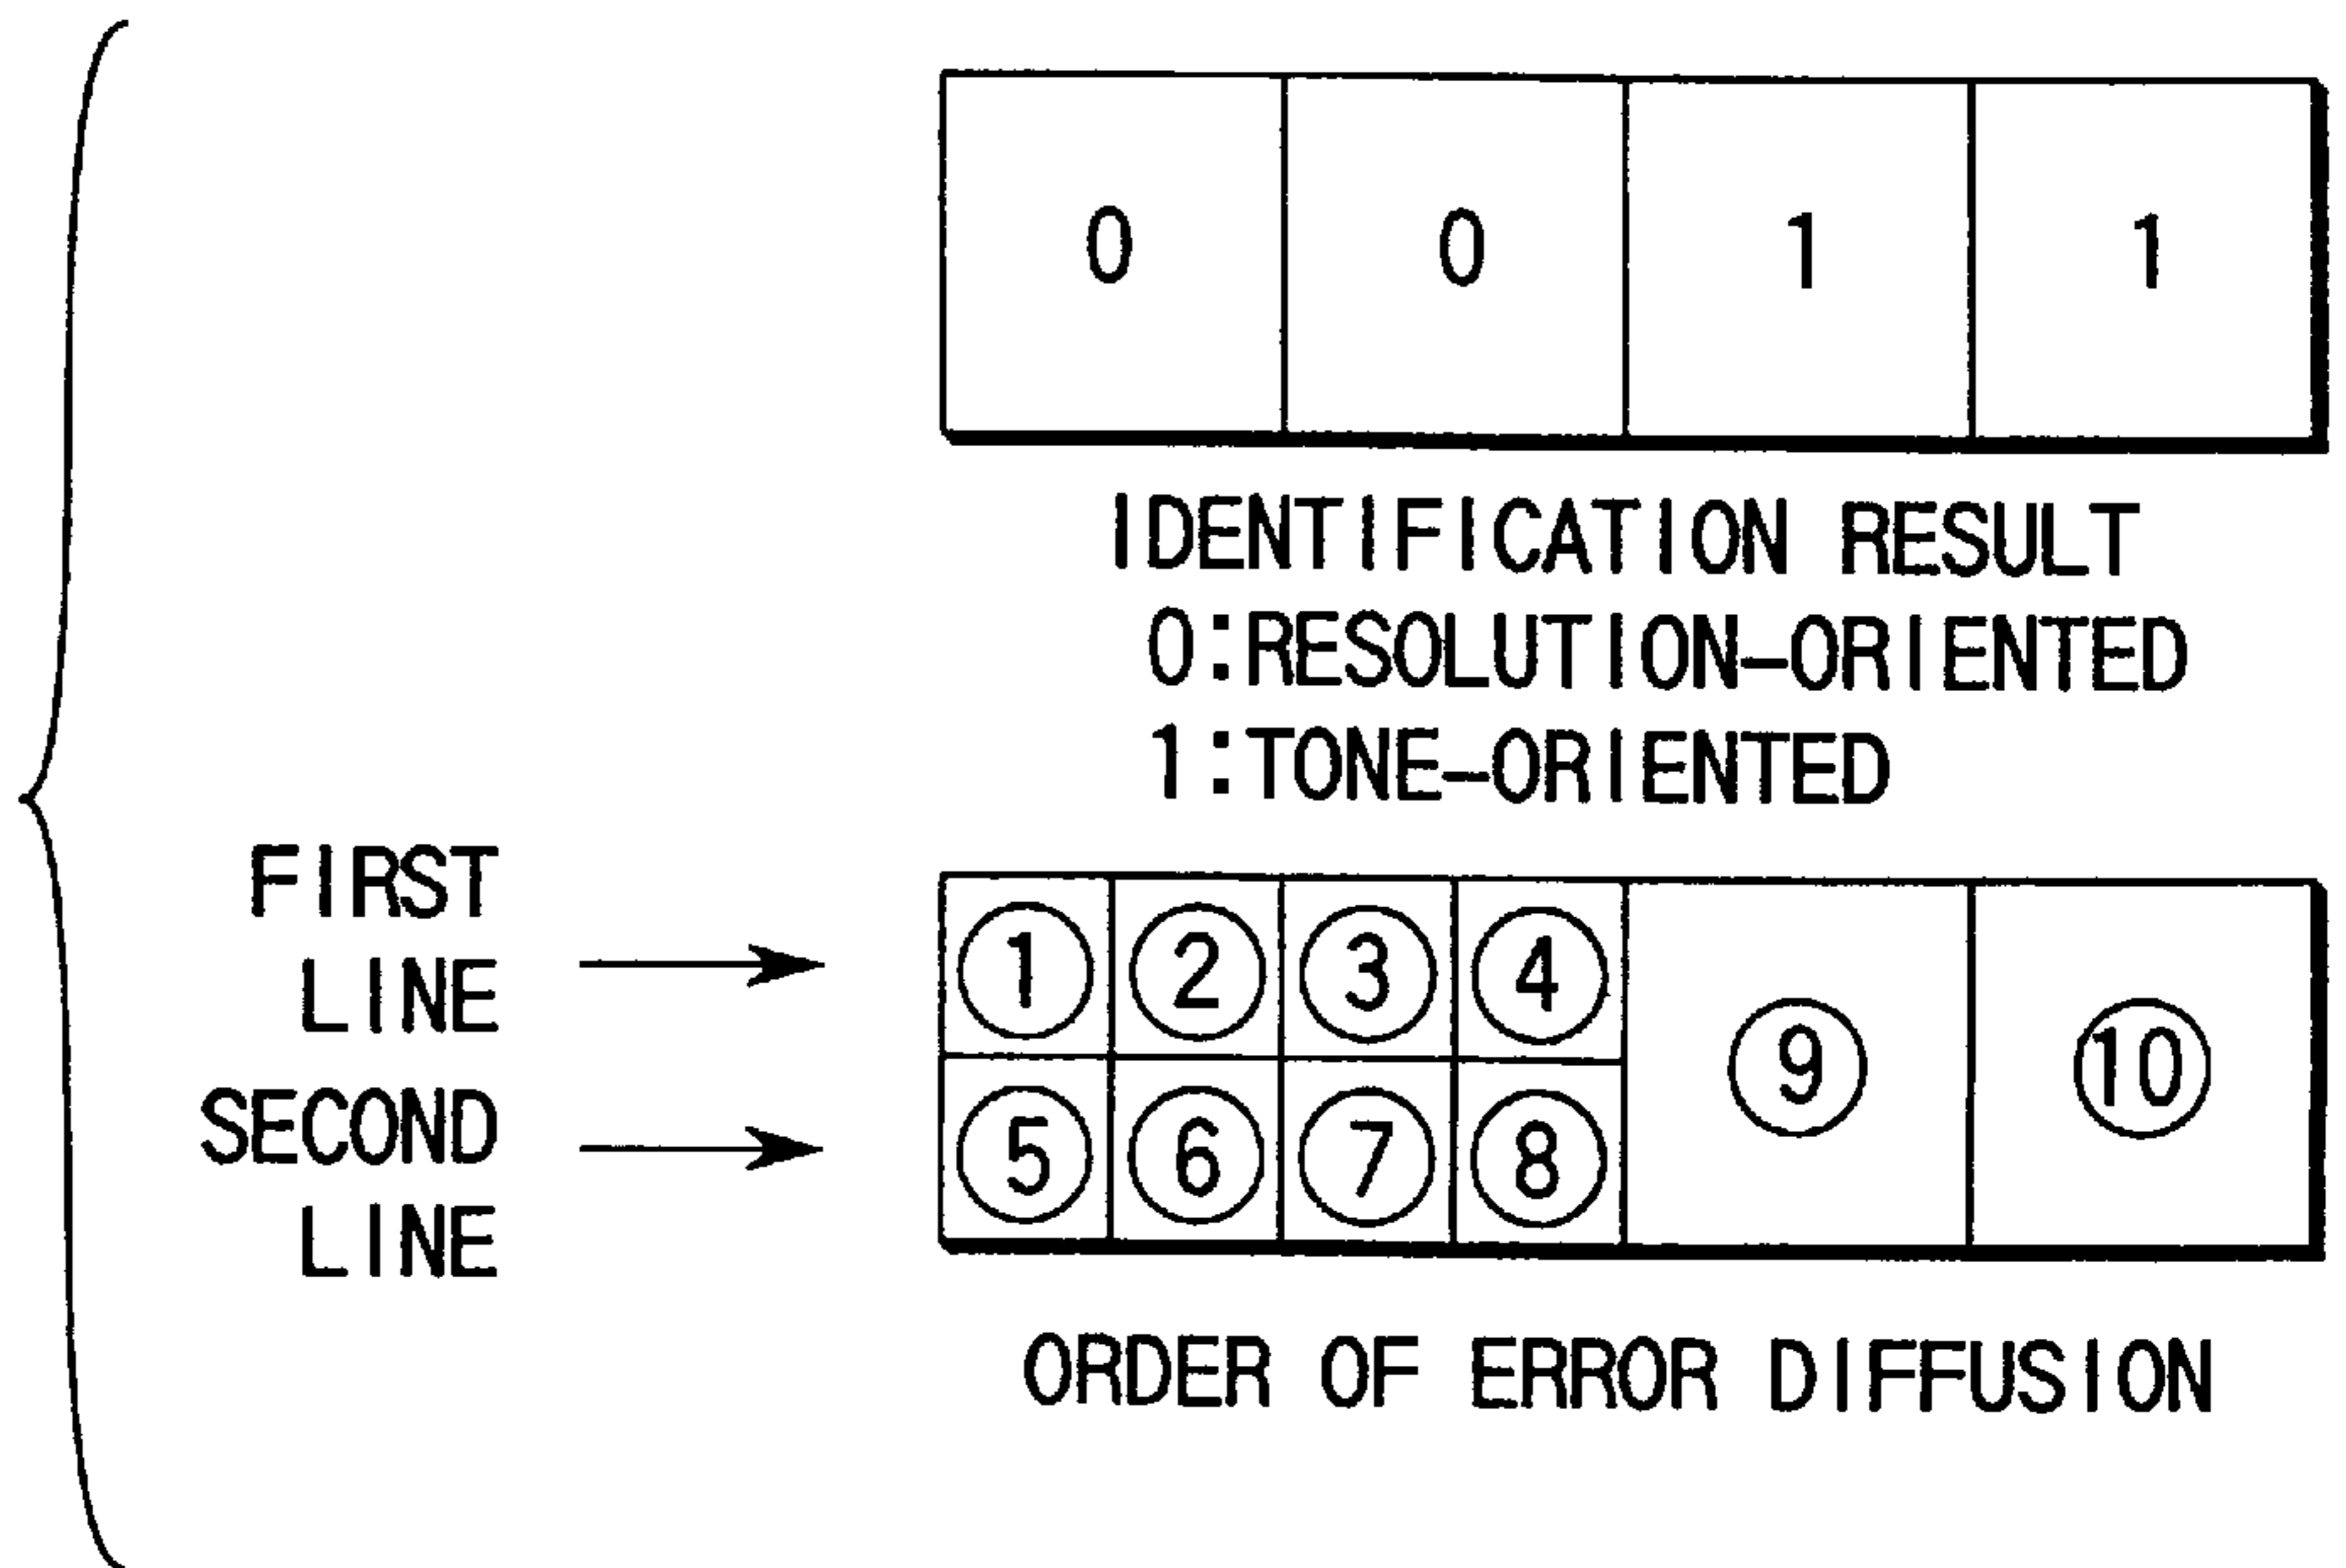 0 0 1 1
IDENTIFICATION RESULT
0:RESOLUTION-ORIENTED
1:TONE-ORIENTED
FIRST
LINE
① ② ③ ④
SECOND
LINE
⑤ ⑥ ⑦ ⑧
⑨ ⑩
ORDER OF ERROR DIFFUSION